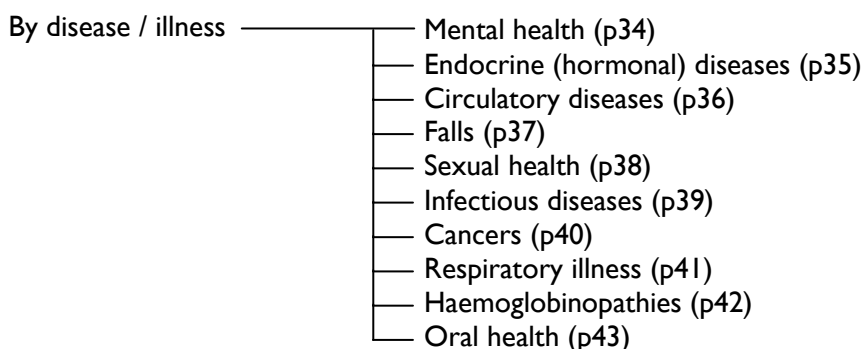 By disease / illness
Mental health (p34)
Endocrine (hormonal) diseases (p35)
Circulatory diseases (p36)
Falls (p37)
Sexual health (p38)
Infectious diseases (p39)
Cancers (p40)
Respiratory illness (p41)
Haemoglobinopathies (p42)
Oral health (p43)